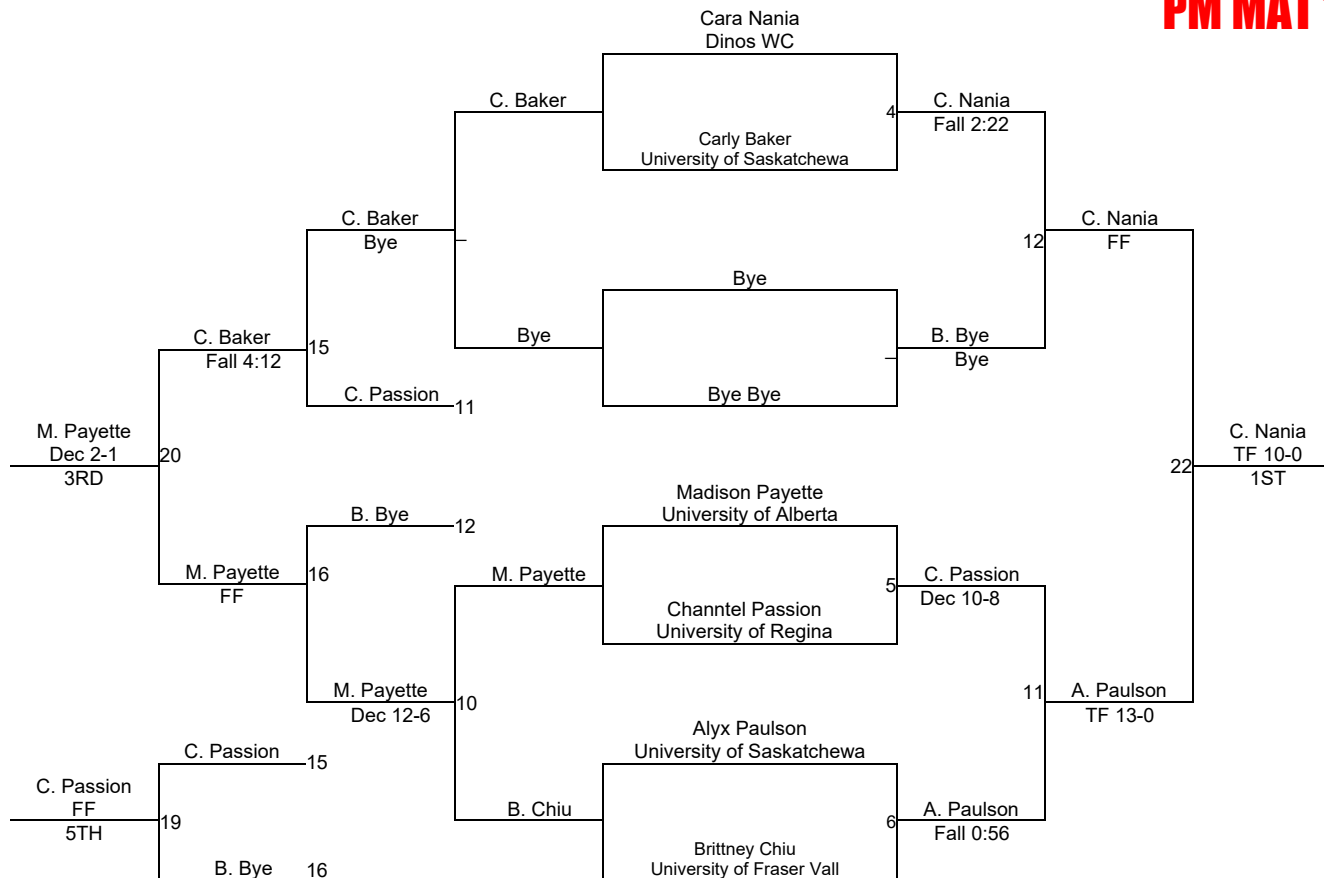 PM MAT
Cara Nania
Dinos WC
C. Baker
4
C. Nania
Fall 2:22
Carly Baker
University of Saskatchewa
C. Baker
Bye
–
12
C. Nania
FF
Bye
C. Baker
Fall 4:12
15
Bye
–
B. Bye
Bye
C. Passion
11
Bye Bye
M. Payette
Dec 2-1
3RD
20
22
C. Nania
TF 10-0
1ST
Madison Payette
University of Alberta
B. Bye
12
M. Payette
FF
16
M. Payette
5
C. Passion
Dec 10-8
Channtel Passion
University of Regina
M. Payette
Dec 12-6
10
11
A. Paulson
TF 13-0
Alyx Paulson
University of Saskatchewa
C. Passion
15
C. Passion
FF
5TH
19
B. Chiu
6
A. Paulson
Fall 0:56
Brittney Chiu
University of Fraser Vall
B. Bye
16